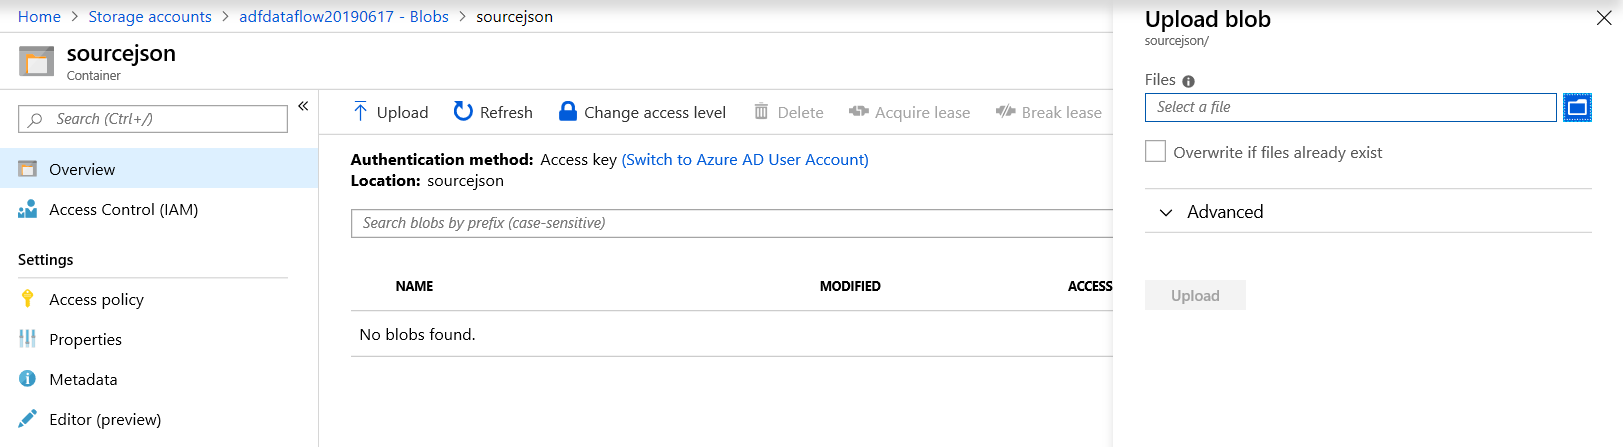 Home > Storage accounts > adfdataflow20190617 - Blobs > sourcejson
sourcejson
Container
Search (Ctrl+/)
«
Overview
Access Control (IAM)
Settings
Access policy
Properties
Metadata
Editor (preview)
Upload Refresh Change access level Delete Acquire lease Break lease
Authentication method: Access key (Switch to Azure AD User Account)
Location: sourcejson
Search blobs by prefix (case-sensitive)
NAME MODIFIED ACCESS
No blobs found.
Upload blob
sourcejson/
Files
Select a file
Overwrite if files already exist
Advanced
Upload